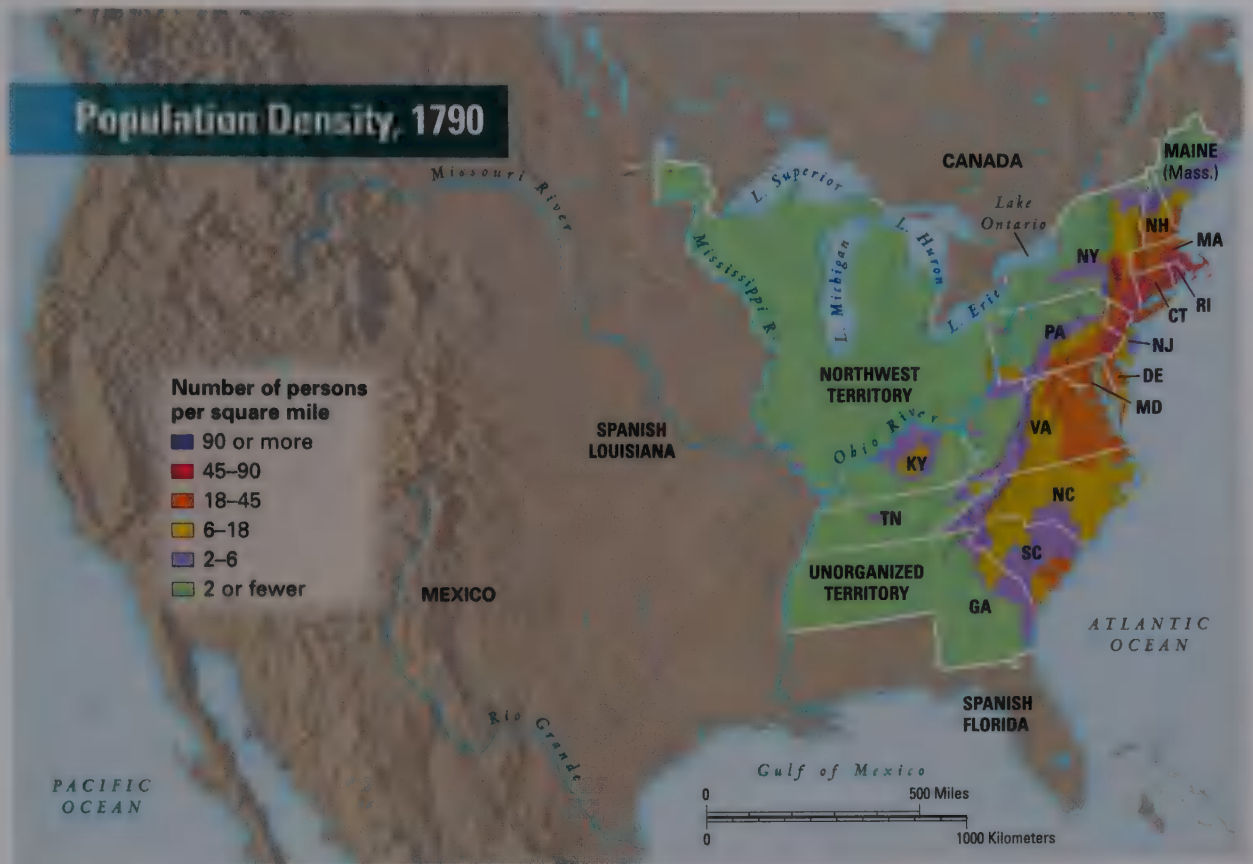 Population Density, 1790
Missouri River
L. Superior
CANADA
MAINE
(Mass.)
Lake
Ontario
NH
MA
L. Huron
NY
Mississippi R.
L. Michigan
L. Erie
RI
CT
PA
NJ
DE
MD
NORTHWEST
TERRITORY
Number of persons
per square mile
90 or more
45–90
18–45
6–18
2–6
2 or fewer
SPANISH
LOUISIANA
Ohio River
VA
KY
NC
TN
SC
UNORGANIZED
TERRITORY
MEXICO
GA
ATLANTIC
OCEAN
SPANISH
FLORIDA
Rio Grande
PACIFIC
OCEAN
Gulf of Mexico
0 500 Miles
0 1000 Kilometers